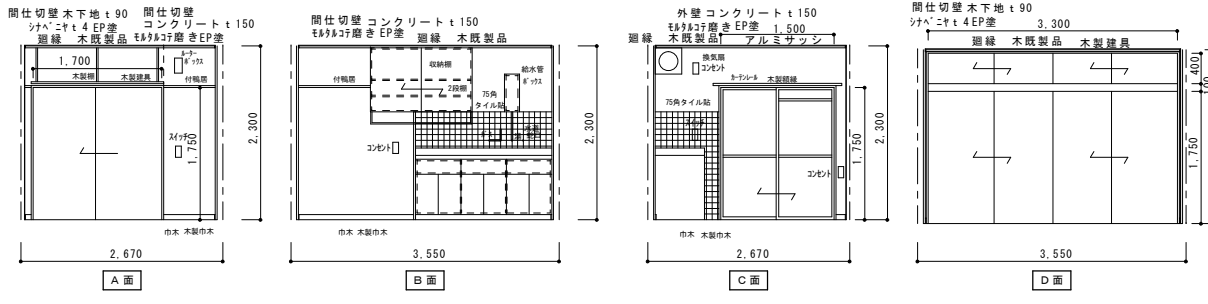 間仕切壁 木下地 t 90
シナベニヤt 4 EP塗
廻縁 木既製品
間仕切壁
コンクリート t 150
モルタルコテ磨きEP塗
1,700
木製棚
木製建具
ルーター
ボックス
付鴨居
スイッチ
1,750
2,300
巾木 木製巾木
2,670
A 面
間仕切壁 コンクリート t 150
モルタルコテ磨きEP塗
廻縁 木既製品
収納棚
給水管
ボックス
付鴨居
2段棚
75角
タイル貼
コンセント
2,300
巾木 木製巾木
3,550
B 面
外壁 コンクリート t 150
モルタルコテ磨きEP塗
1,500
廻縁 木既製品
アルミサッシ
換気扇
コンセント
カーテンレール
木製額縁
75角タイル貼
スイッチ
コンセント
1,750
2,300
巾木 木製巾木
2,670
C 面
間仕切壁 木下地 t 90
シナベニヤt 4 EP塗
3,300
廻縁 木既製品
木製建具
400
1,750
3,550
D 面